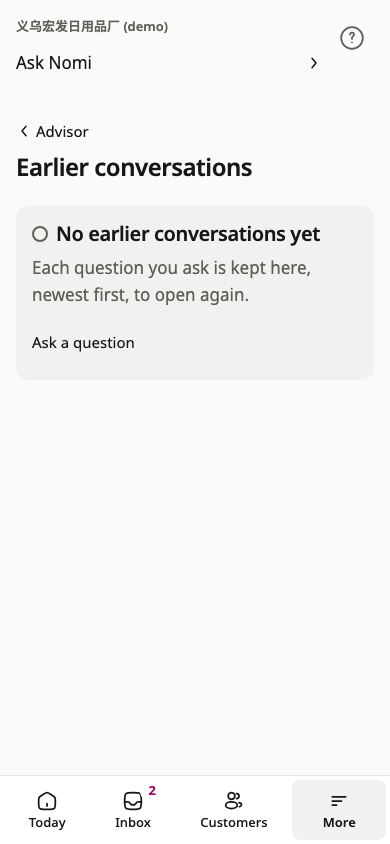 义乌宏发日用品厂 (demo)
Ask Nomi
Advisor
Earlier conversations
No earlier conversations yet
Each question you ask is kept here,
newest first, to open again.
Ask a question
2
Today
Inbox
Customers
More